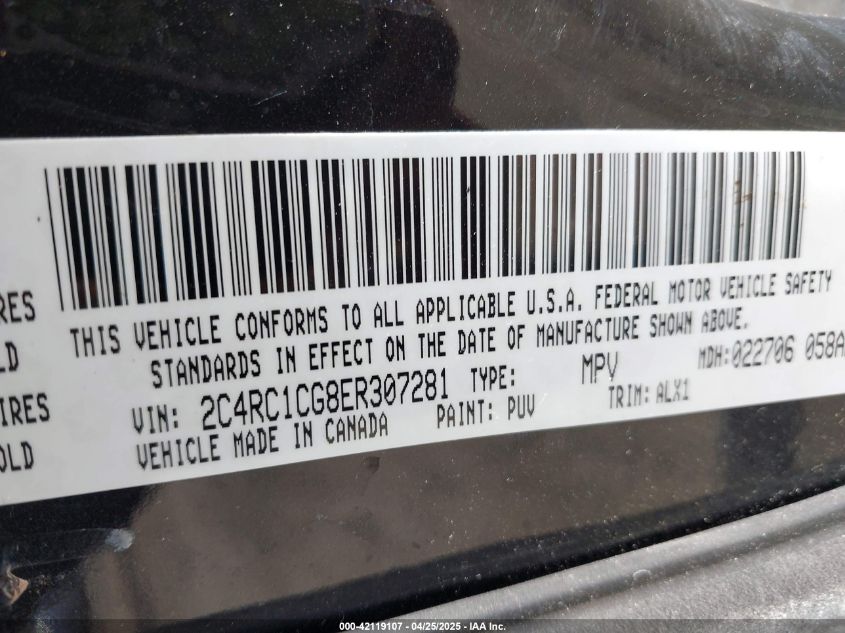 RES
THIS VEHICLE CONFORMS TO ALL APPLICABLE U.S.A. FEDERAL MOTOR VEHICLE SAFETY
LD
STANDARDS IN EFFECT ON THE DATE OF MANUFACTURE SHOWN ABOVE.
IRES
VIN: 2C4RC1CG8ER307281 TYPE: MPV MDH:022706 058A
OLD
VEHICLE MADE IN CANADA PAINT: PUV TRIM: ALX1
000-42119107 - 04/25/2025 - IAA Inc.